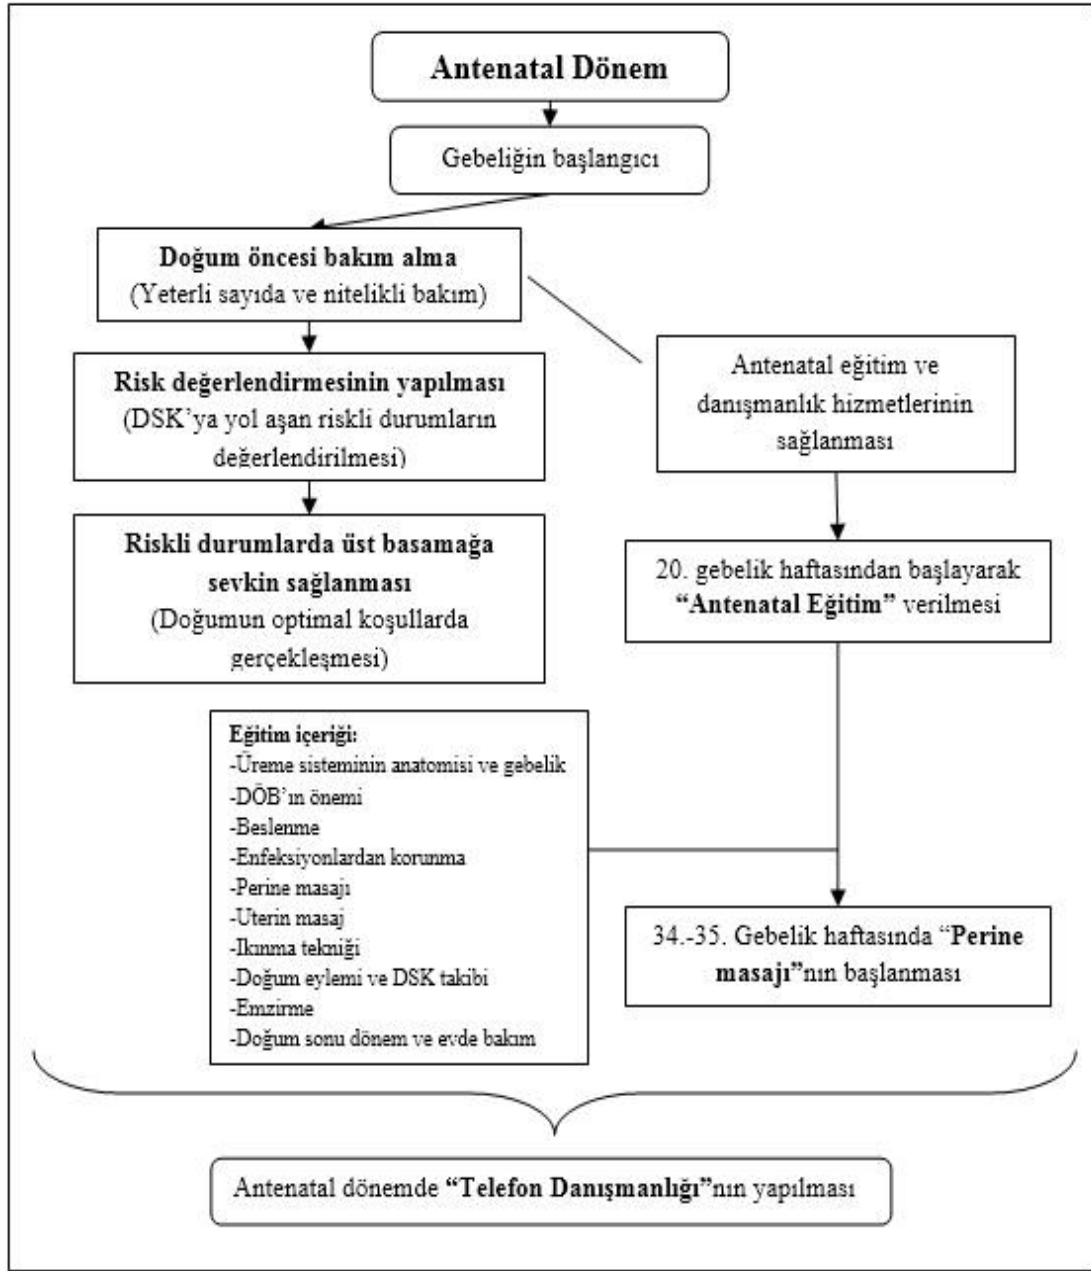 Antenatal Dönem
Gebeliğin başlangıcı
Doğum öncesi bakım alma
(Yeterli sayıda ve nitelikli bakım)
Risk değerlendirmesinin yapılması
(DSK’ya yol aşan riskli durumların
değerlendirilmesi)
Riskli durumlarda üst basamağa
sevkin sağlanması
(Doğumun optimal koşullarda
gerçekleşmesi)
Antenatal eğitim ve
danışmanlık hizmetlerinin
sağlanması
20. gebelik haftasından başlayarak
“Antenatal Eğitim” verilmesi
Eğitim içeriği:
-Üreme sisteminin anatomisi ve gebelik
-DÖB’ın önemi
-Beslenme
-Enfeksiyonlardan korunma
-Perine masajı
-Uterin masaj
-Ikınma tekniği
-Doğum eylemi ve DSK takibi
-Emzirme
-Doğum sonu dönem ve evde bakım
34.-35. Gebelik haftasında “Perine
masajı”nın başlanması
Antenatal dönemde “Telefon Danışmanlığı”nın yapılması